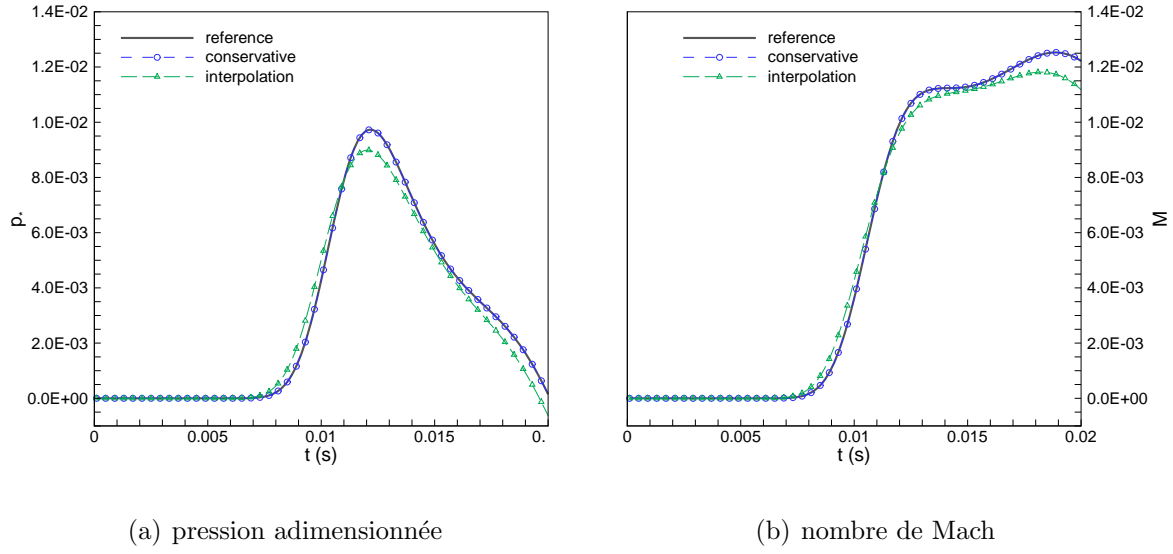 1.4E-02
1.2E-02
1.0E-02
8.0E-03
6.0E-03
4.0E-03
2.0E-03
0.0E+00
p*
reference
conservative
interpolation
0 0.005 0.01 0.015 0.
t (s)
(a) pression adimensionnée
reference
conservative
interpolation
1.4E-02
1.2E-02
1.0E-02
8.0E-03
6.0E-03
4.0E-03
2.0E-03
0.0E+00
M
0 0.005 0.01 0.015 0.02
t (s)
(b) nombre de Mach